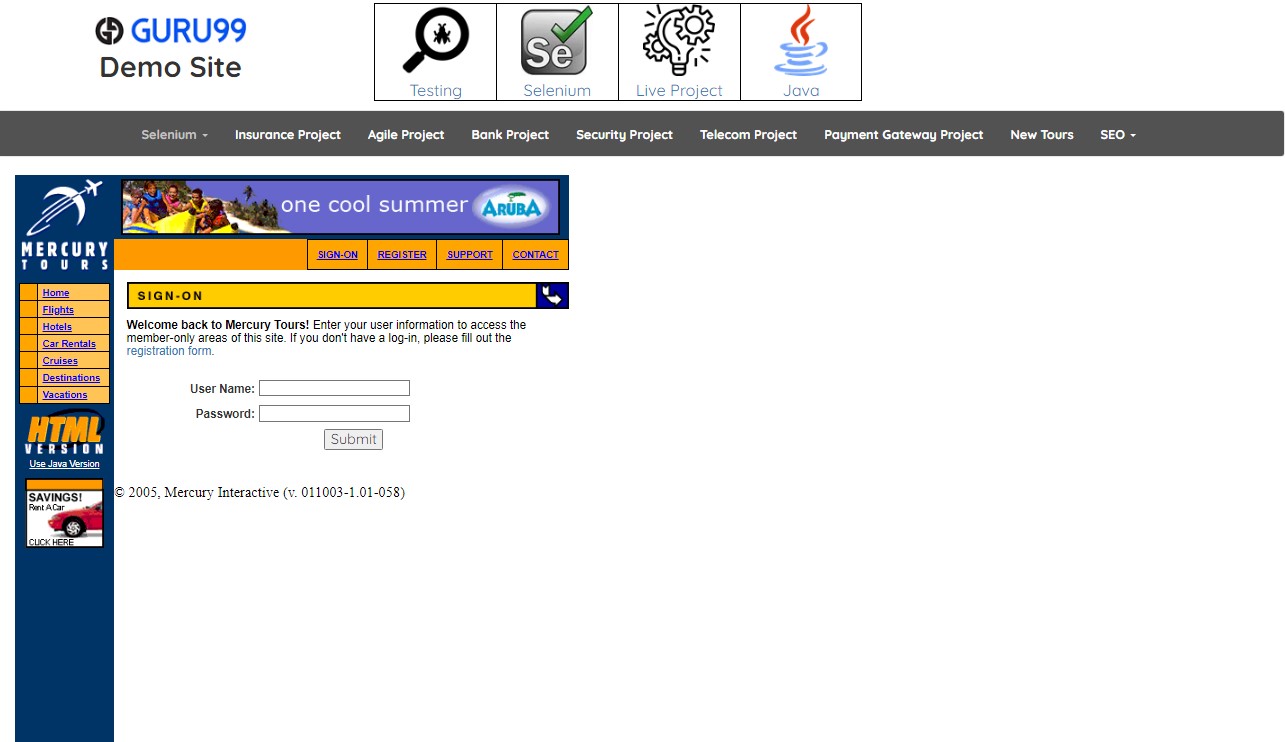 GURU99
Demo Site
Testing
Selenium
Live Project
Java
Selenium
Insurance Project
Agile Project
Bank Project
Security Project
Telecom Project
Payment Gateway Project
New Tours
SEO
one cool summer
ARUBA
MERCURY
TOURS
SIGN-ON
REGISTER
SUPPORT
CONTACT
Home
Flights
Hotels
Car Rentals
Cruises
Destinations
Vacations
HTML
VERSION
Use Java Version
SAVINGS!
Rent A Car
CLICK HERE
SIGN-ON
Welcome back to Mercury Tours! Enter your user information to access the
member-only areas of this site. If you don't have a log-in, please fill out the
registration form.
User Name:
Password:
Submit
© 2005, Mercury Interactive (v. 011003-1.01-058)